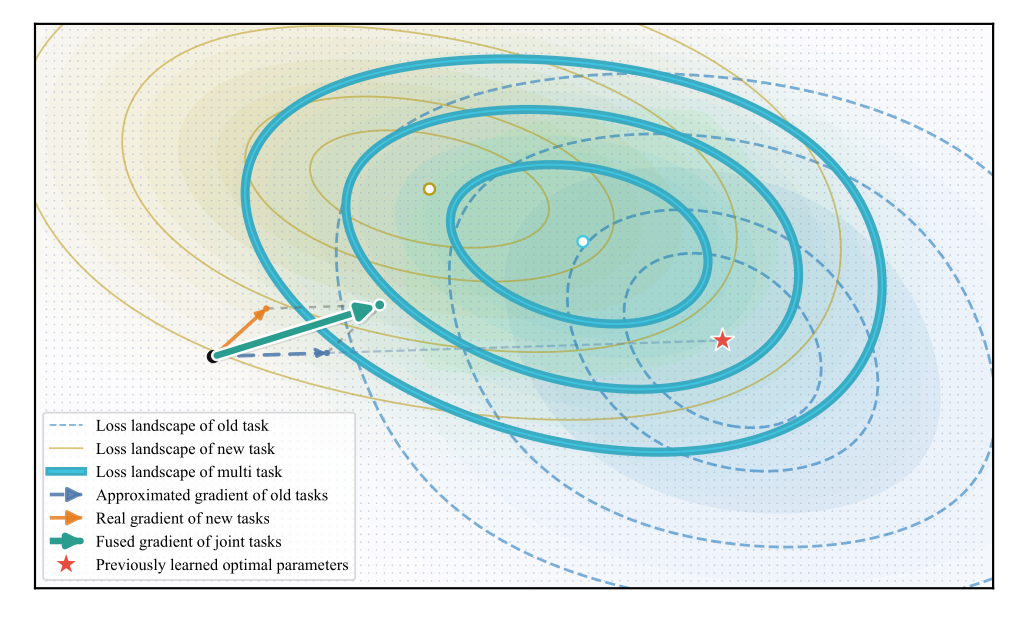 Loss landscape of old task
Loss landscape of new task
Loss landscape of multi task
Approximated gradient of old tasks
Real gradient of new tasks
Fused gradient of joint tasks
Previously learned optimal parameters